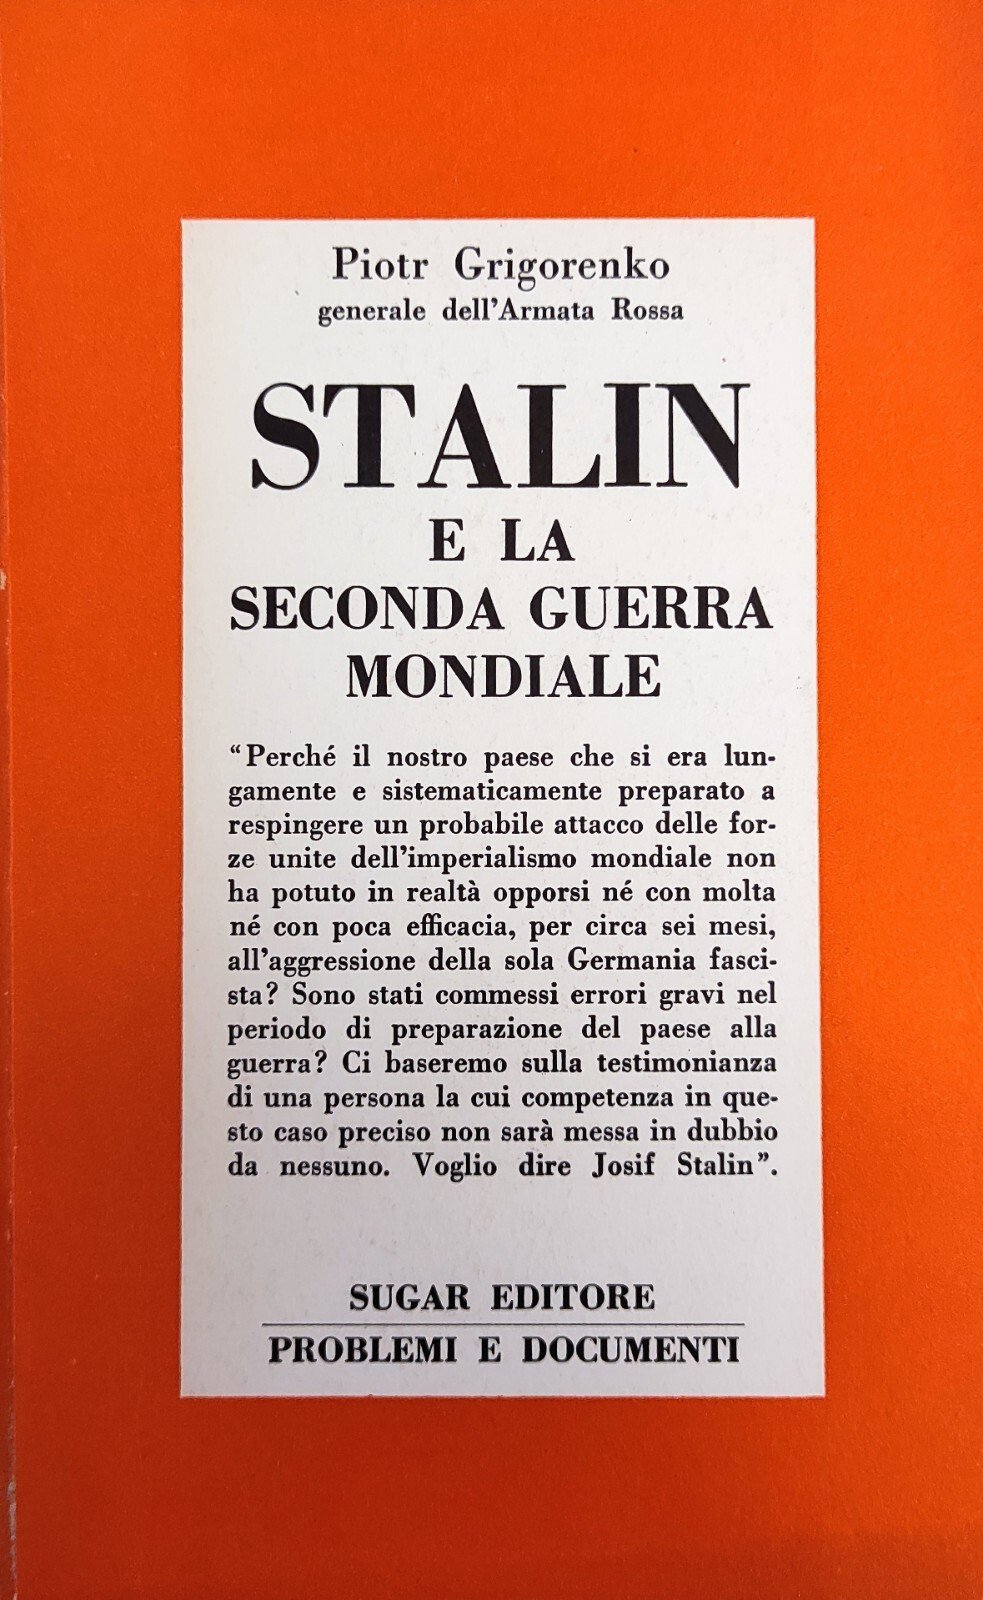 Piotr Grigorenko
generale dell'Armata Rossa
STALIN
E LA
SECONDA GUERRA
MONDIALE
“Perché il nostro paese che si era lun-
gamente e sistematicamente preparato a
respingere un probabile attacco delle for-
ze unite dell'imperialismo mondiale non
ha potuto in realtà opporsi né con molta
né con poca efficacia, per circa sei mesi,
all'aggressione della sola Germania fasci-
sta? Sono stati commessi errori gravi nel
periodo di preparazione del paese alla
guerra? Ci baseremo sulla testimonianza
di una persona la cui competenza in que-
sto caso preciso non sarà messa in dubbio
da nessuno. Voglio dire Josif Stalin”.
SUGAR EDITORE
PROBLEMI E DOCUMENTI